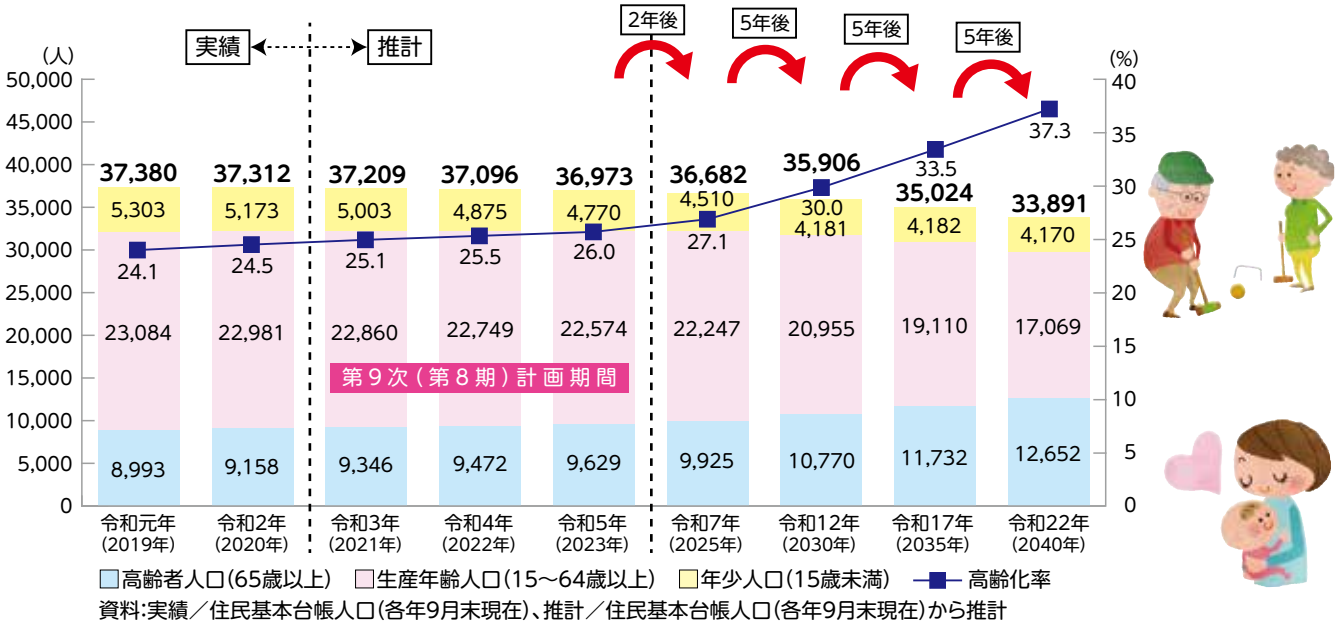 2年後
5年後
5年後
5年後
実績
推計
(人)
(%)
50,000
45,000
40,000
35,000
30,000
25,000
20,000
15,000
10,000
5,000
0
40
35
30
25
20
15
10
5
0
37,380
37,312
37,209
37,096
36,973
36,682
35,906
35,024
33,891
5,303
5,173
5,003
4,875
4,770
4,510
4,181
4,182
4,170
24.1
24.5
25.1
25.5
26.0
27.1
30.0
33.5
37.3
23,084
22,981
22,860
22,749
22,574
22,247
20,955
19,110
17,069
第9次(第8期)計画期間
8,993
9,158
9,346
9,472
9,629
9,925
10,770
11,732
12,652
令和元年
(2019年)
令和2年
(2020年)
令和3年
(2021年)
令和4年
(2022年)
令和5年
(2023年)
令和7年
(2025年)
令和12年
(2030年)
令和17年
(2035年)
令和22年
(2040年)
高齢者人口(65歳以上) 生産年齢人口(15〜64歳以上) 年少人口(15歳未満) 高齢化率
資料:実績/住民基本台帳人口(各年9月末現在)、推計/住民基本台帳人口(各年9月末現在)から推計